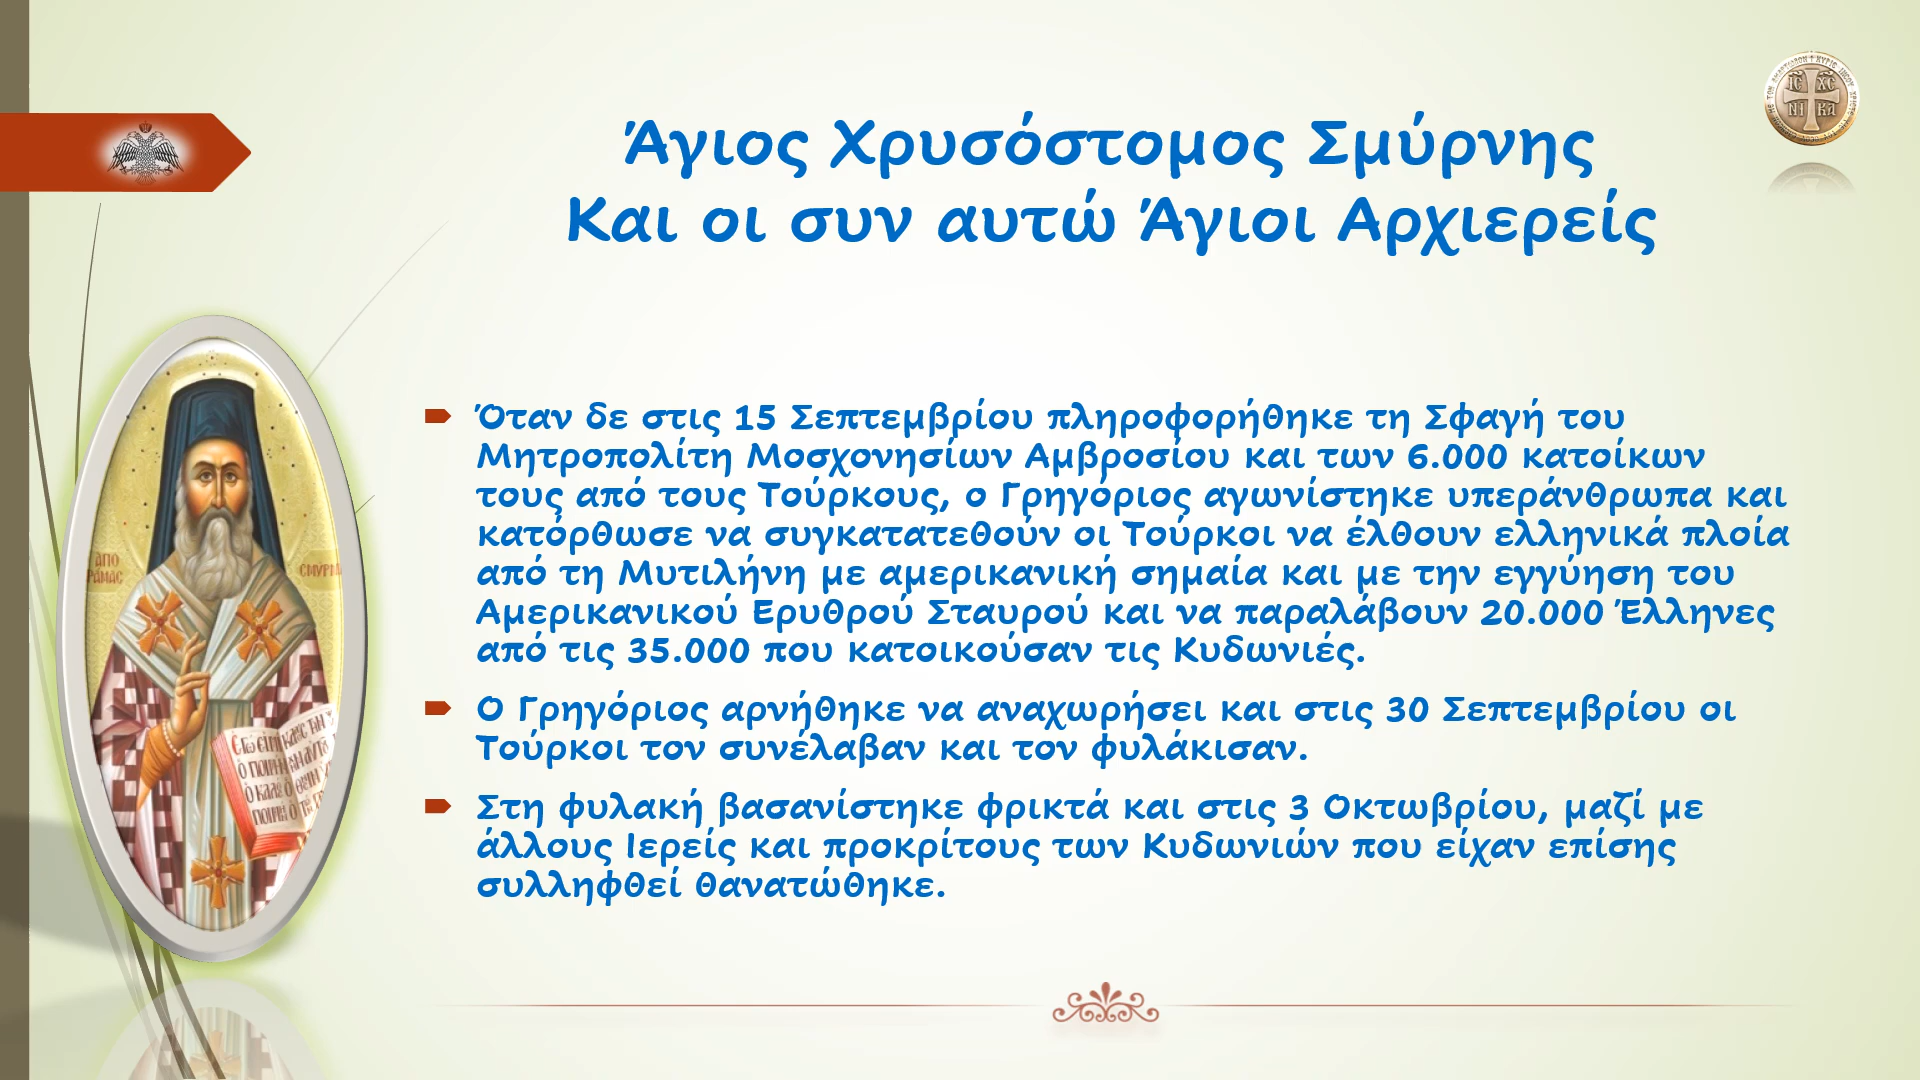 Άγιος Χρυσόστομος Σμύρνης
Και οι συν αυτώ Άγιοι Αρχιερείς
Όταν δε στις 15 Σεπτεμβρίου πληροφορήθηκε τη Σφαγή του
Μητροπολίτη Μοσχονησίων Αμβροσίου και των 6.000 κατοίκων
τους από τους Τούρκους, ο Γρηγόριος αγωνίστηκε υπεράνθρωπα και
κατόρθωσε να συγκατατεθούν οι Τούρκοι να έλθουν ελληνικά πλοία
από τη Μυτιλήνη με αμερικανική σημαία και με την εγγύηση του
Αμερικανικού Ερυθρού Σταυρού και να παραλάβουν 20.000 Έλληνες
από τις 35.000 που κατοικούσαν τις Κυδωνιές.
Ο Γρηγόριος αρνήθηκε να αναχωρήσει και στις 30 Σεπτεμβρίου οι
Τούρκοι τον συνέλαβαν και τον φυλάκισαν.
Στη φυλακή βασανίστηκε φρικτά και στις 3 Οκτωβρίου, μαζί με
άλλους Ιερείς και προκρίτους των Κυδωνιών που είχαν επίσης
συλληφθεί θανατώθηκε.
IC XC
NI KA